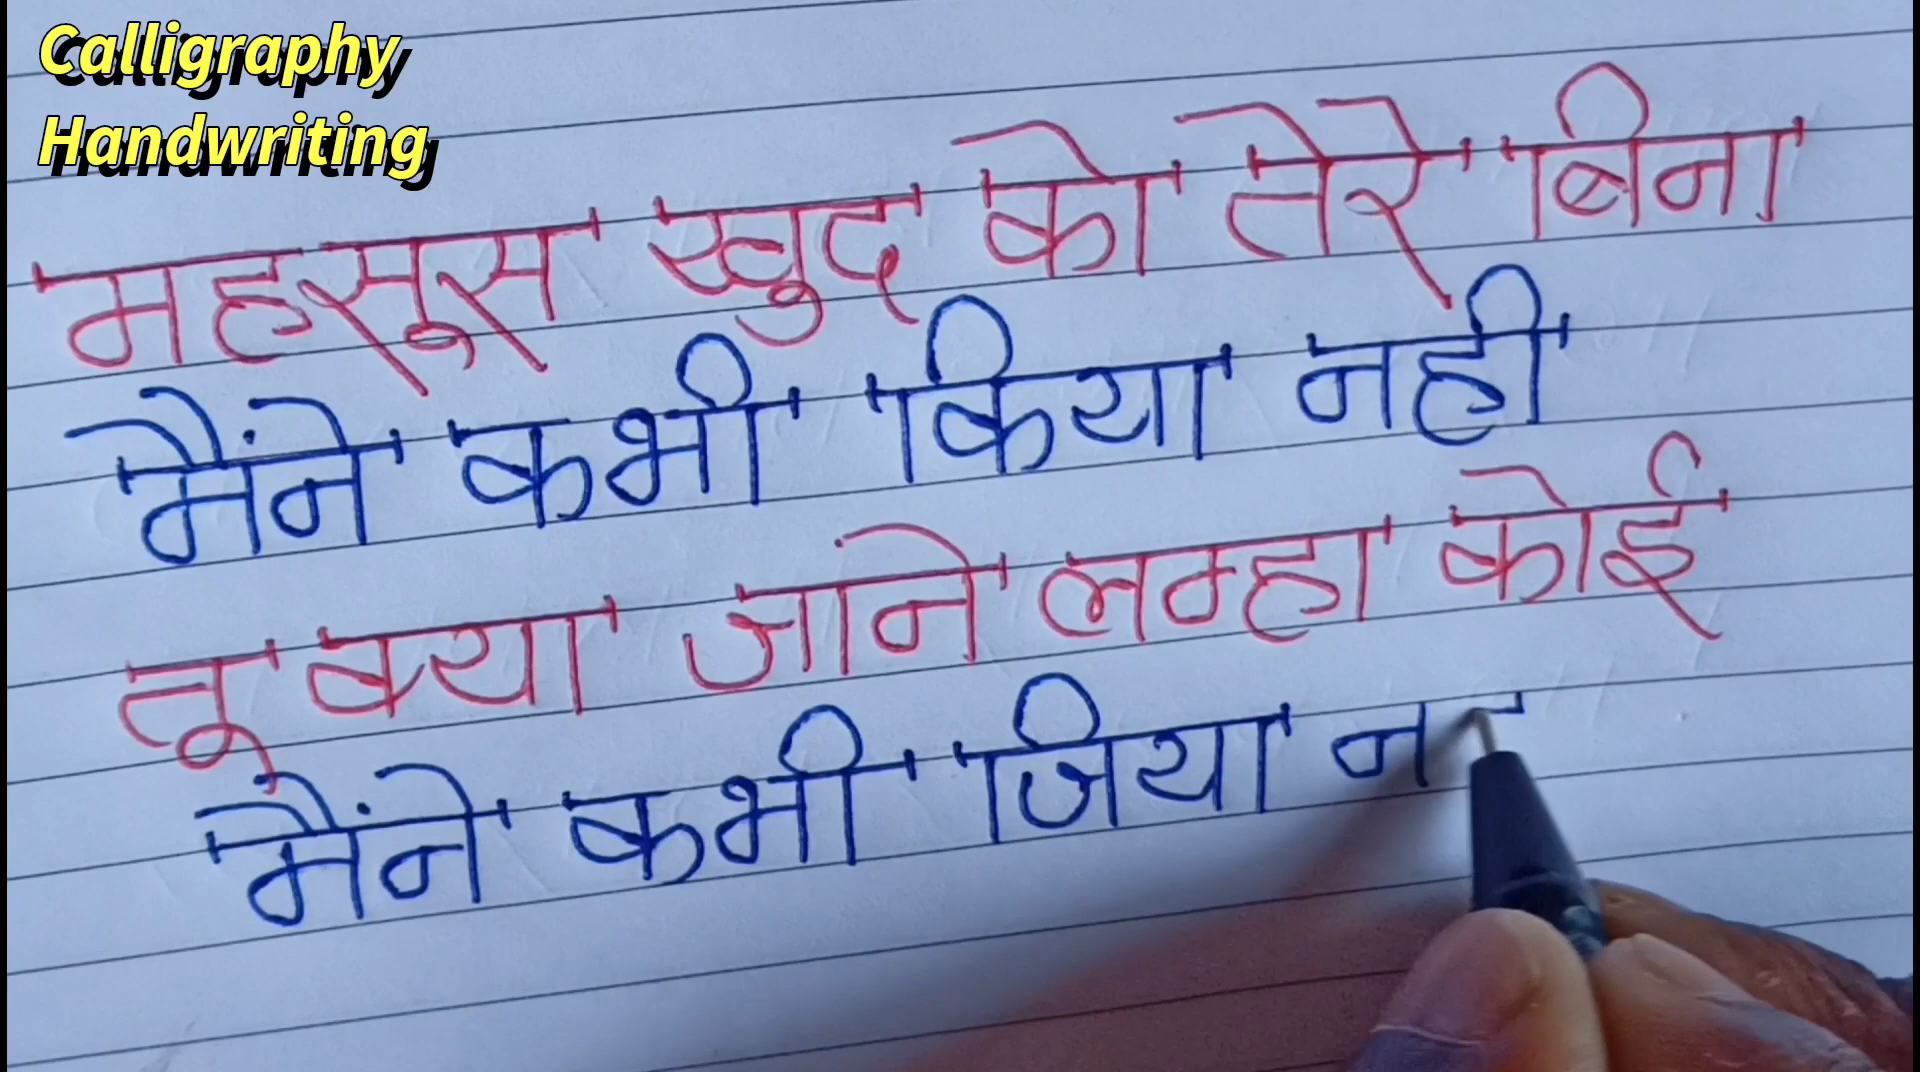 Calligraphy
Handwriting
महसूस खुद को तेरे बिना
मैंने कभी किया नही
तू क्या जाने लम्हा कोई
मैंने कभी जिया न